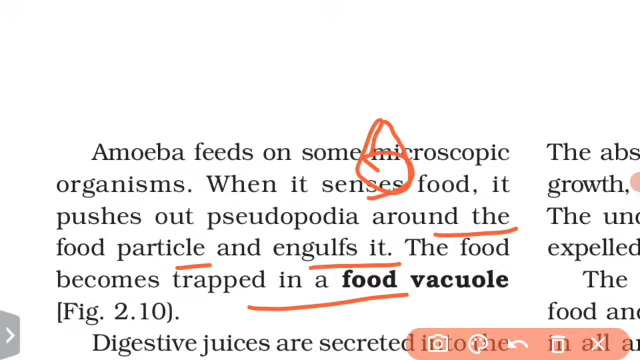 Amoeba feeds on some microscopic
organisms. When it senses food, it
pushes out pseudopodia around the
food particle and engulfs it. The food
becomes trapped in a food vacuole
[Fig. 2.10).
Digestive juices are secreted into the
The abs
growth,
The und
expelled
The
food and
in all a